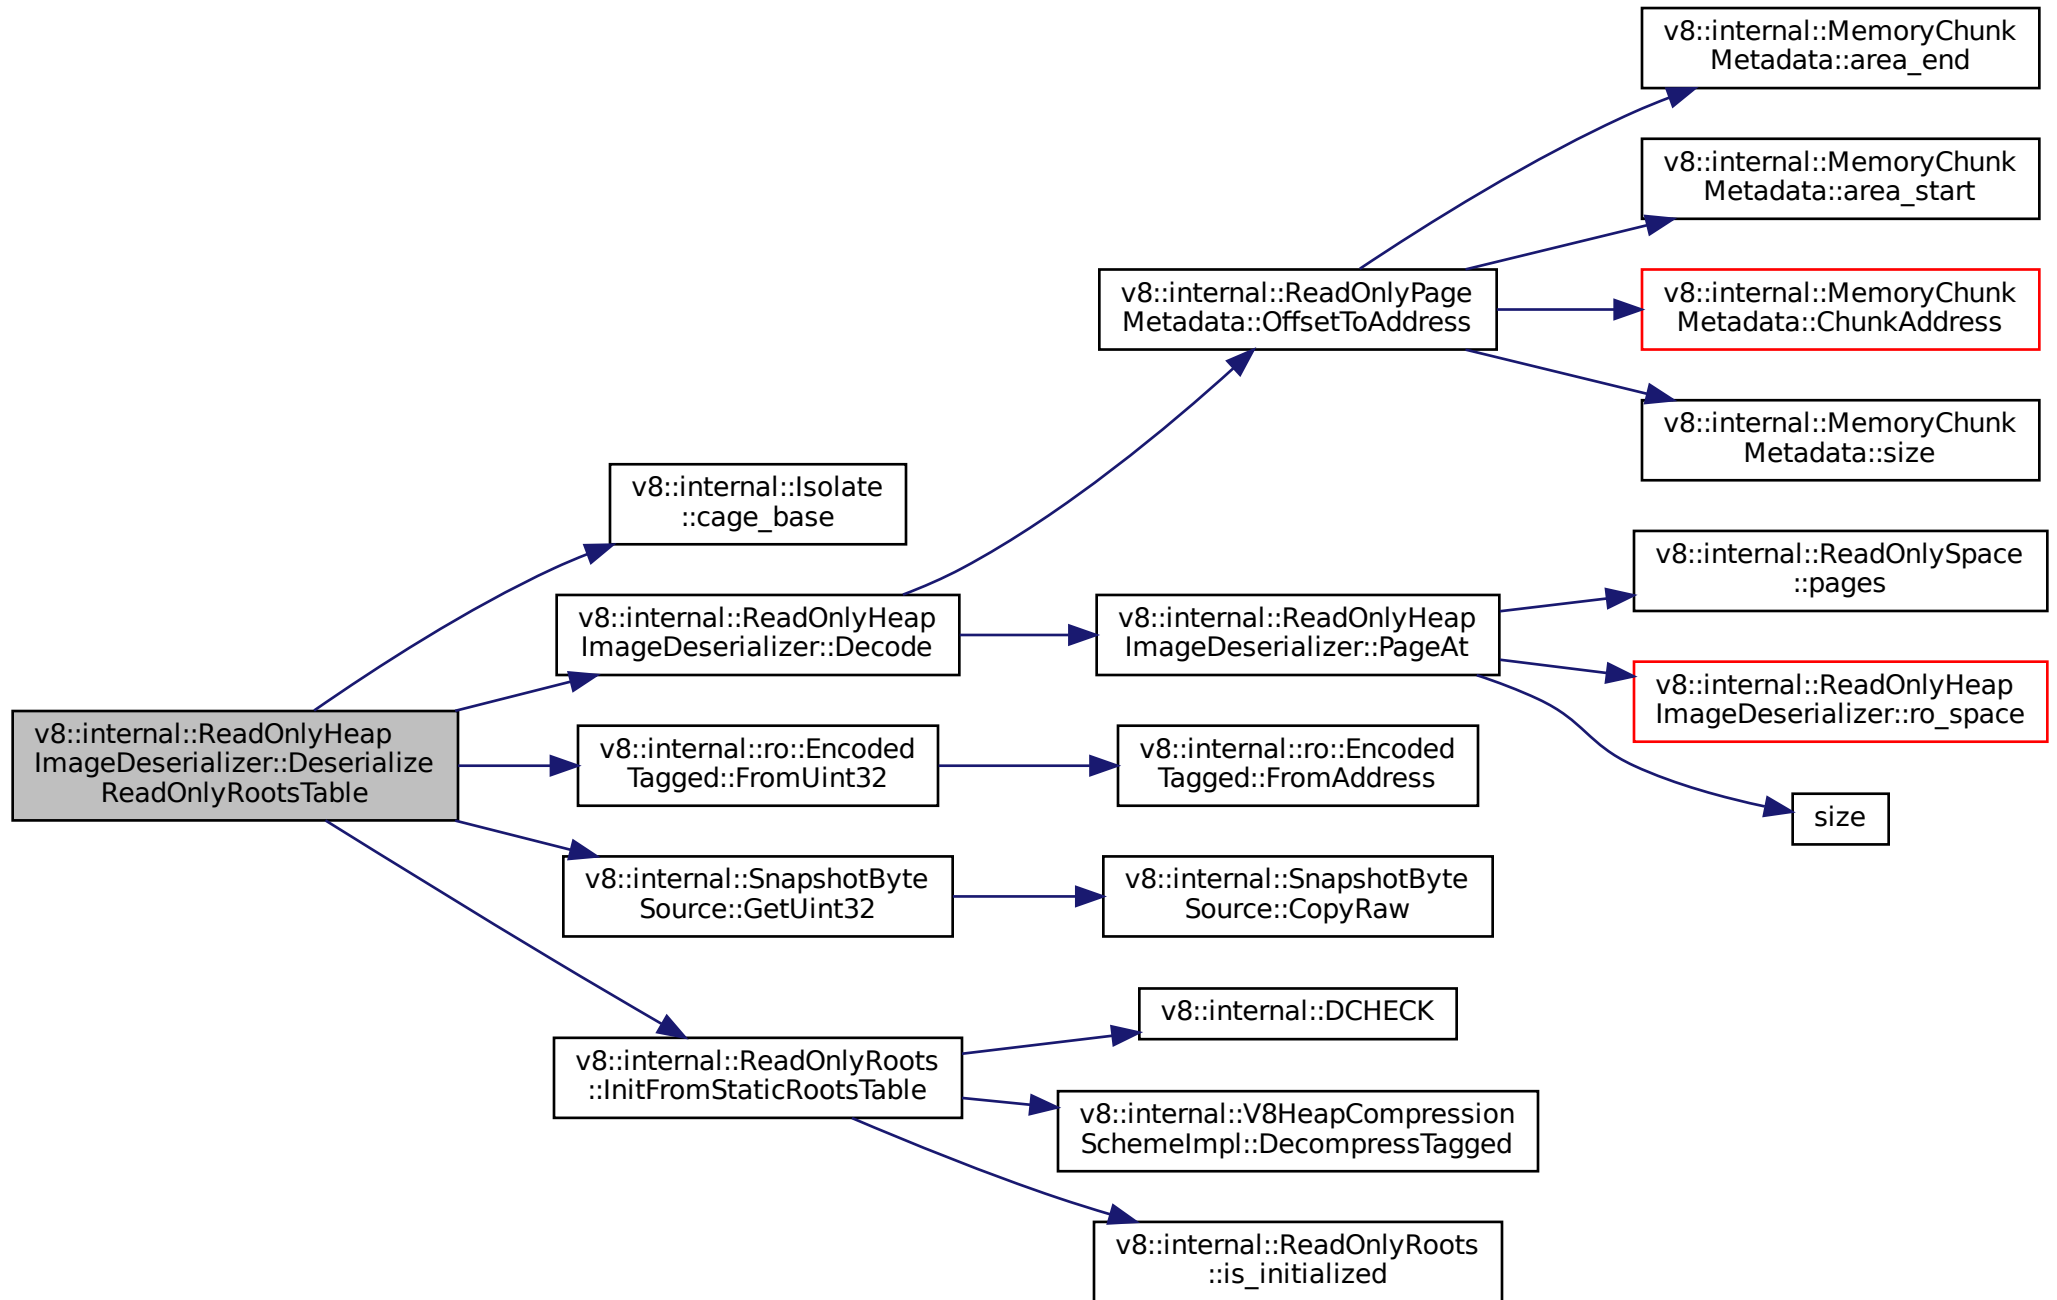 v8::internal::MemoryChunk
Metadata::area_end
v8::internal::MemoryChunk
Metadata::area_start
v8::internal::ReadOnlyPage
Metadata::OffsetToAddress
v8::internal::MemoryChunk
Metadata::ChunkAddress
v8::internal::MemoryChunk
Metadata::size
v8::internal::Isolate
::cage_base
v8::internal::ReadOnlySpace
::pages
v8::internal::ReadOnlyHeap
ImageDeserializer::Decode
v8::internal::ReadOnlyHeap
ImageDeserializer::PageAt
v8::internal::ReadOnlyHeap
ImageDeserializer::ro_space
v8::internal::ReadOnlyHeap
ImageDeserializer::Deserialize
ReadOnlyRootsTable
v8::internal::ro::Encoded
Tagged::FromUint32
v8::internal::ro::Encoded
Tagged::FromAddress
size
v8::internal::SnapshotByte
Source::GetUint32
v8::internal::SnapshotByte
Source::CopyRaw
v8::internal::DCHECK
v8::internal::ReadOnlyRoots
::InitFromStaticRootsTable
v8::internal::V8HeapCompression
SchemeImpl::DecompressTagged
v8::internal::ReadOnlyRoots
::is_initialized